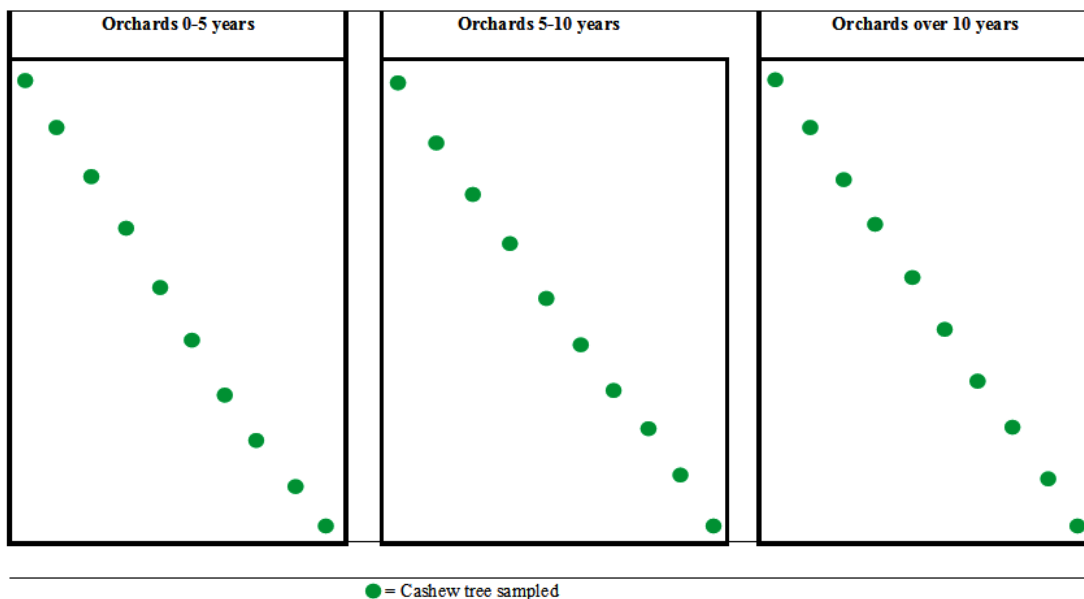 Orchards 0-5 years
Orchards 5-10 years
Orchards over 10 years
= Cashew tree sampled